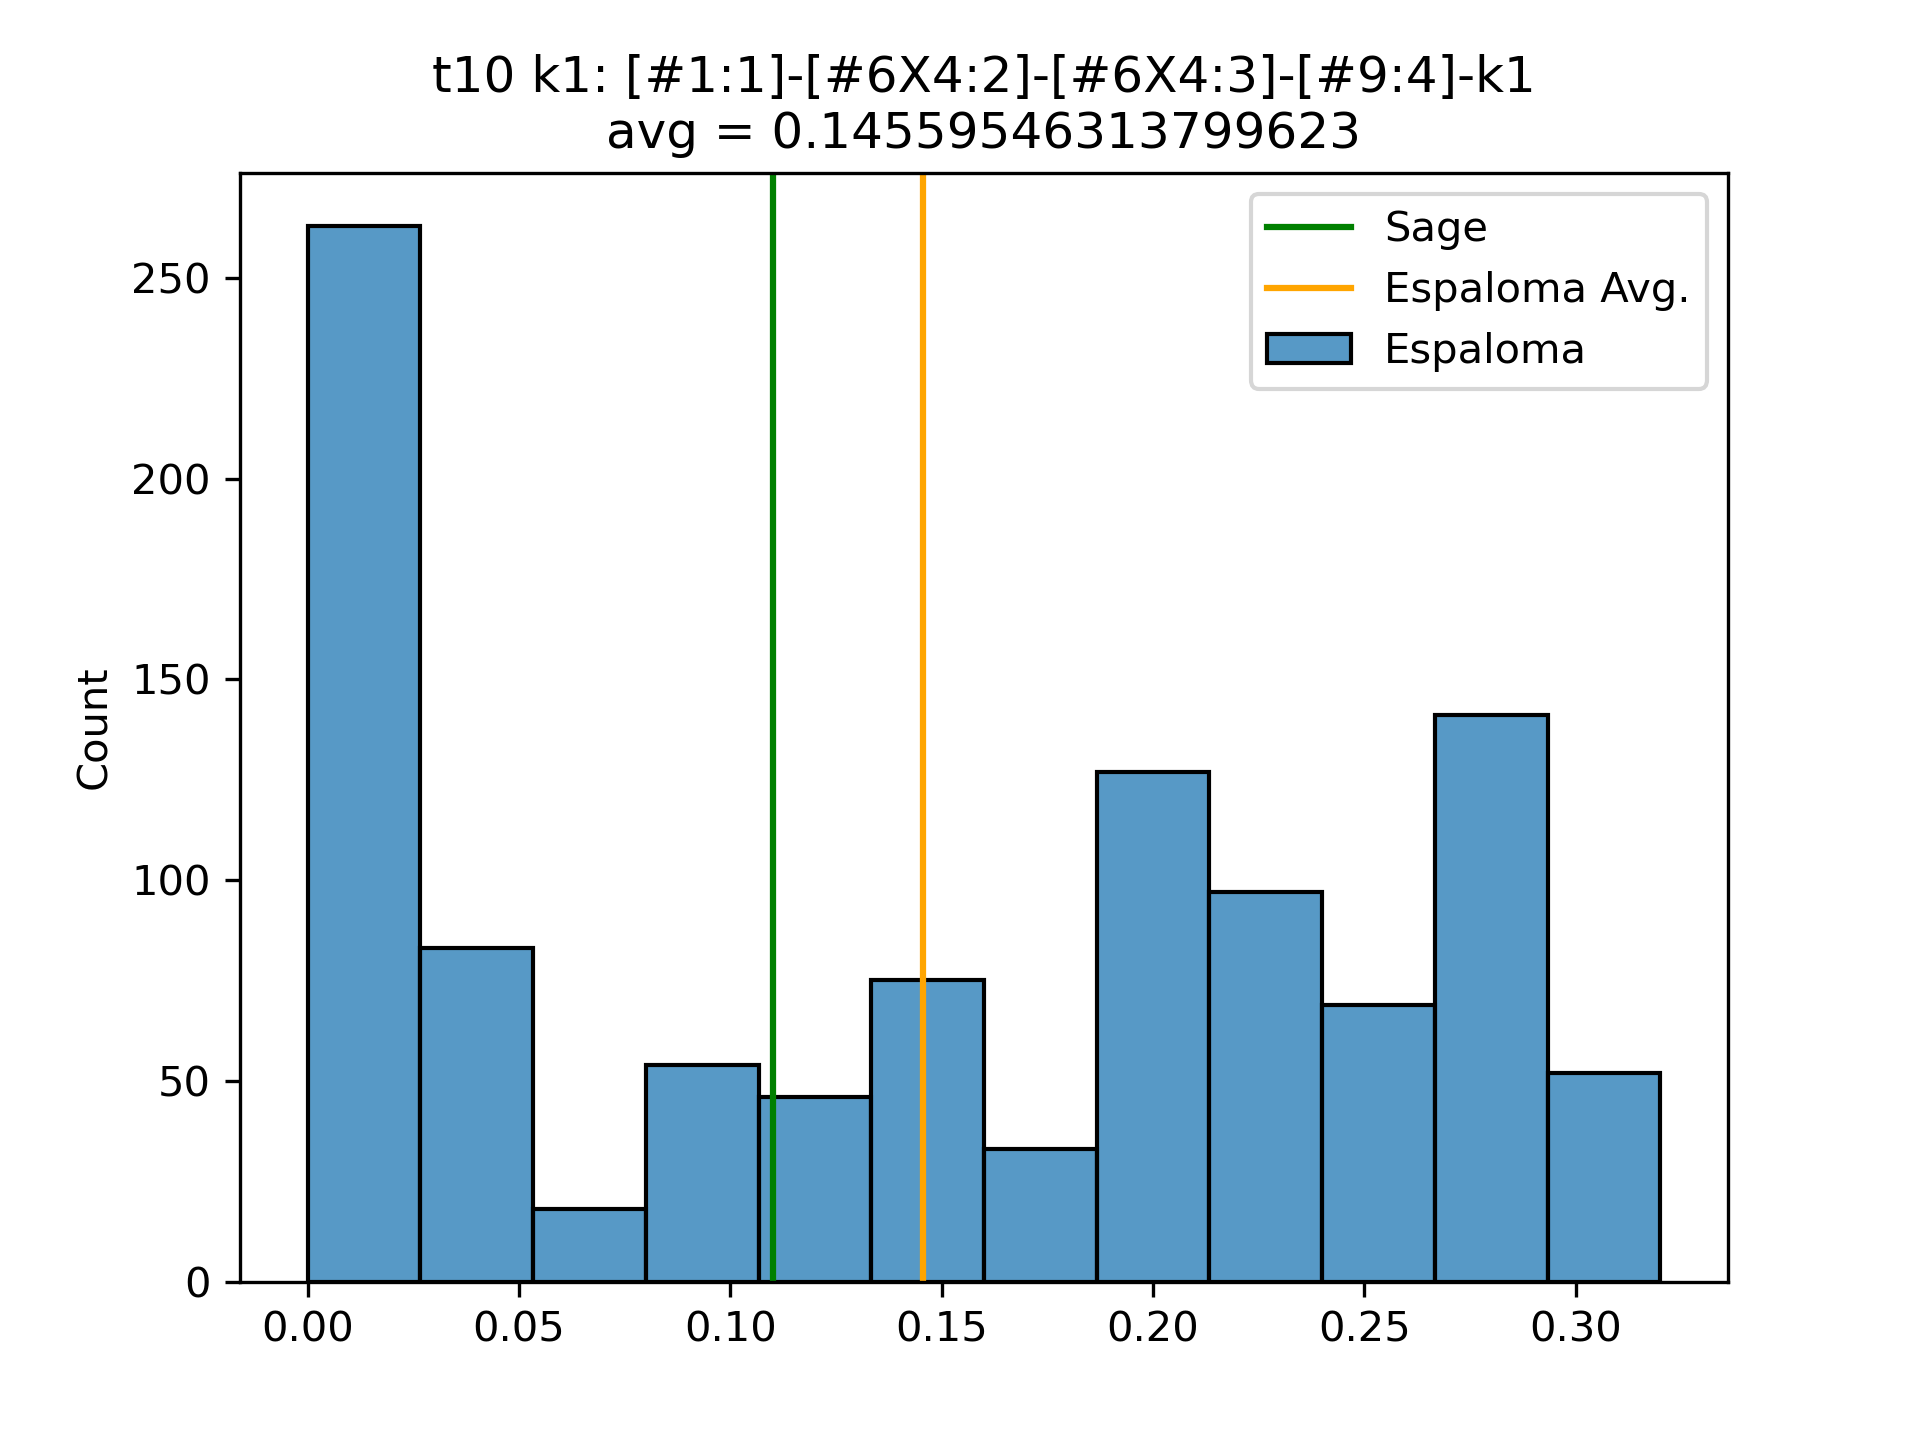 t10 k1: [#1:1]-[#6X4:2]-[#6X4:3]-[#9:4]-k1
avg = 0.14559546313799623
Sage
Espaloma Avg.
Espaloma
Count
250
200
150
100
50
0
0.00 0.05 0.10 0.15 0.20 0.25 0.30